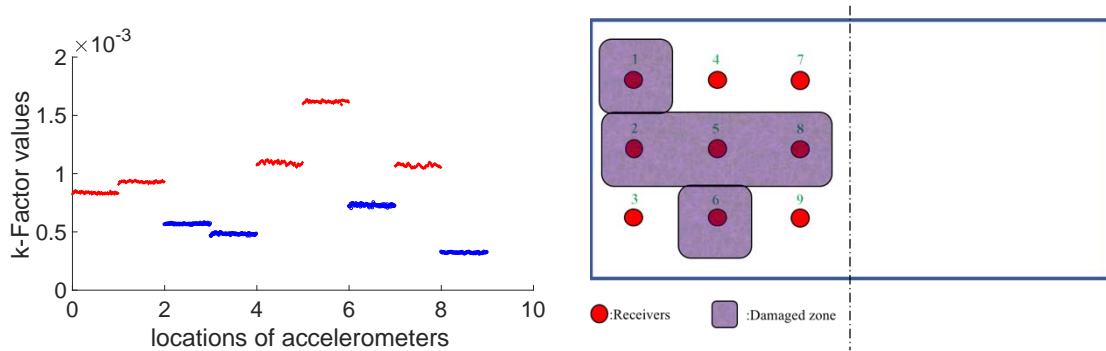 ×10⁻³
2
1.5
1
0.5
0
k-Factor values
0 2 4 6 8 10
locations of accelerometers
1 4 7
2 5 8
3 6 9
:Receivers :Damaged zone